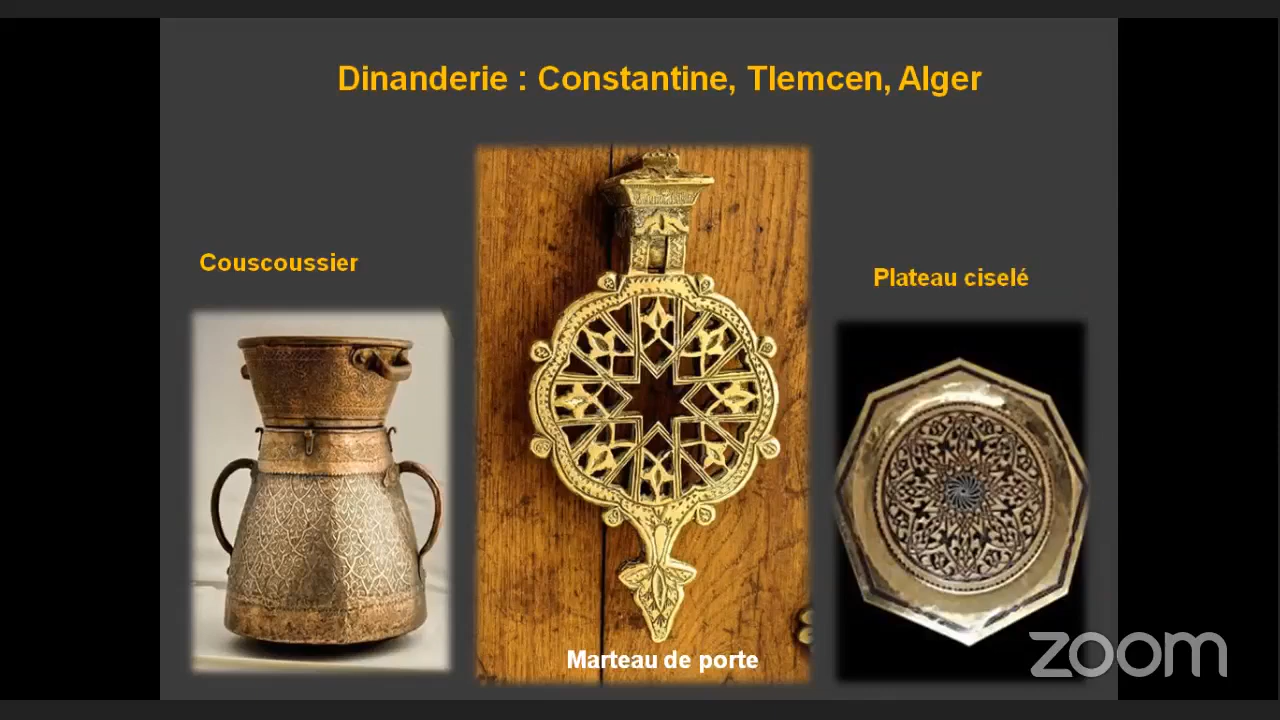 Dinanderie : Constantine, Tlemcen, Alger
Couscoussier
Plateau ciselé
Marteau de porte
zoom